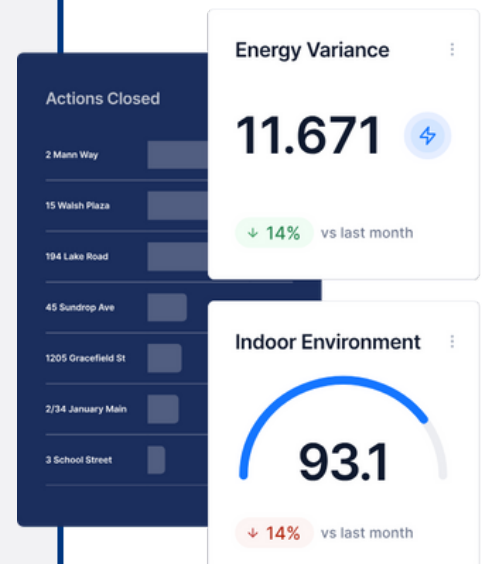 Energy Variance
11.671
14% vs last month
Actions Closed
2 Mann Way
15 Walsh Plaza
194 Lake Road
45 Sundrop Ave
1205 Gracefield St
2/34 January Main
3 School Street
Indoor Environment
93.1
14% vs last month